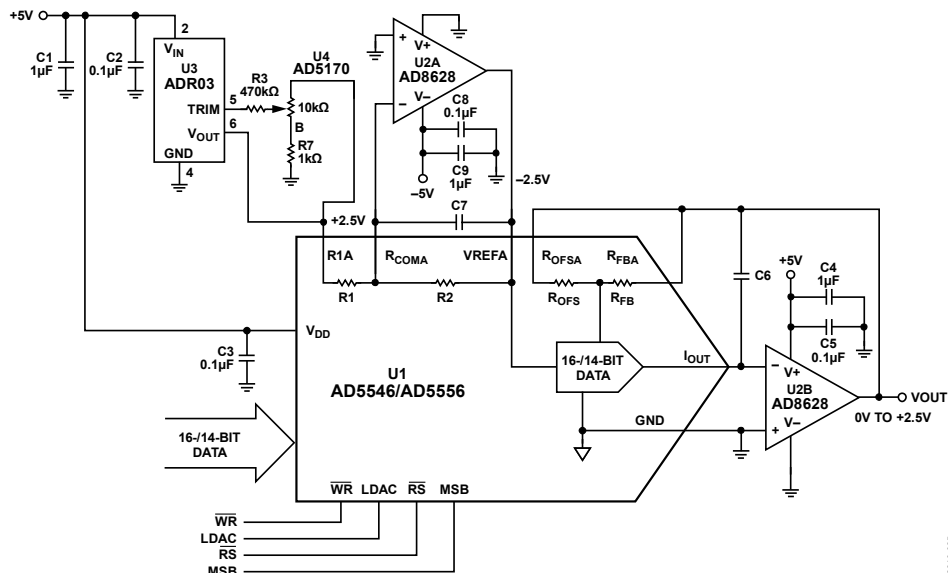 +5V
C1
1µF
C2
0.1µF
2
VIN
U3
ADR03
TRIM
VOUT
GND
4
5
6
R3
470kΩ
U4
AD5170
10kΩ
B
R7
1kΩ
+
V+
U2A
AD8628
–
V–
C8
0.1µF
C9
1µF
–5V
–2.5V
C7
+2.5V
R1A
RCOMA
VREFA
ROFSA
RFBA
R1
R2
ROFS
RFB
C6
+5V
C4
1µF
C5
0.1µF
VDD
C3
0.1µF
U1
AD5546/AD5556
16-/14-BIT
DATA
IOUT
GND
–
V+
U2B
AD8628
+
V–
VOUT
0V TO +2.5V
16-/14-BIT
DATA
WR LDAC RS MSB
WR
LDAC
RS
MSB